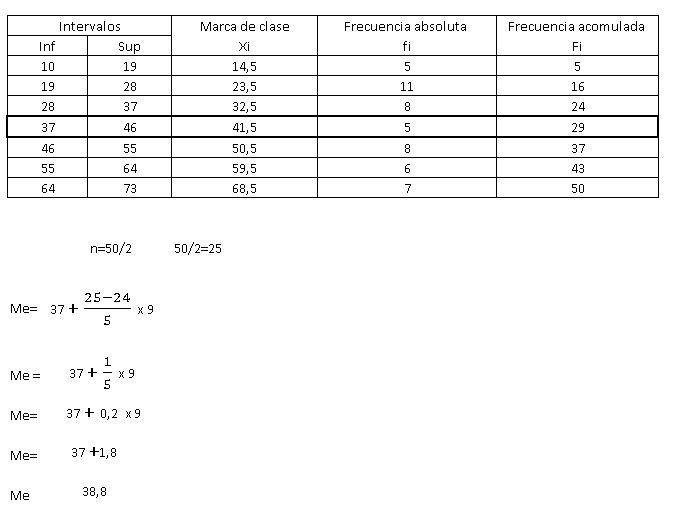 Intervalos Marca de clase Frecuencia absoluta Frecuencia acumulada
Inf Sup Xi fi Fi
10 19 14,5 5 5
19 28 23,5 11 16
28 37 32,5 8 24
37 46 41,5 5 29
46 55 50,5 8 37
55 64 59,5 6 43
64 73 68,5 7 50
n=50/2 50/2=25
Me= 37 + 25−24/5 x 9
Me = 37 + 1/5 x 9
Me= 37 + 0,2 x 9
Me= 37 +1,8
Me 38,8